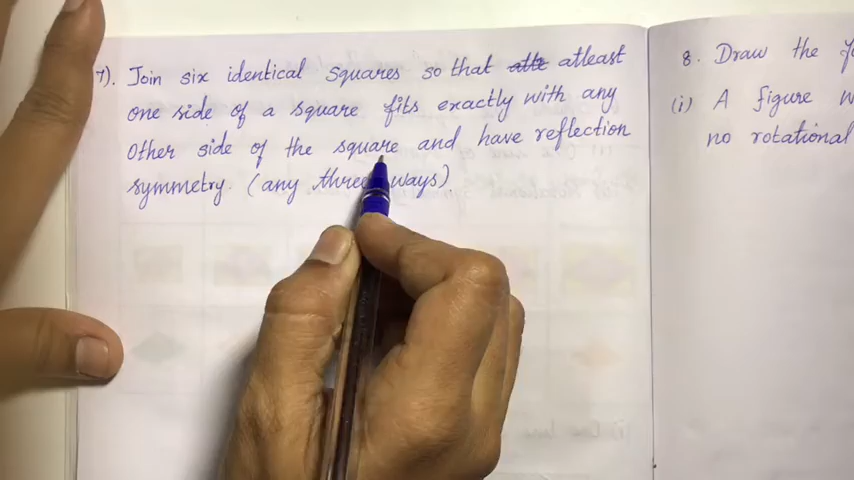 7). Join six identical squares so that atleast
one side of a square fits exactly with any
other side of the square and have reflection
symmetry. (any three ways).
8. Draw the
(i) A figure
no rotational